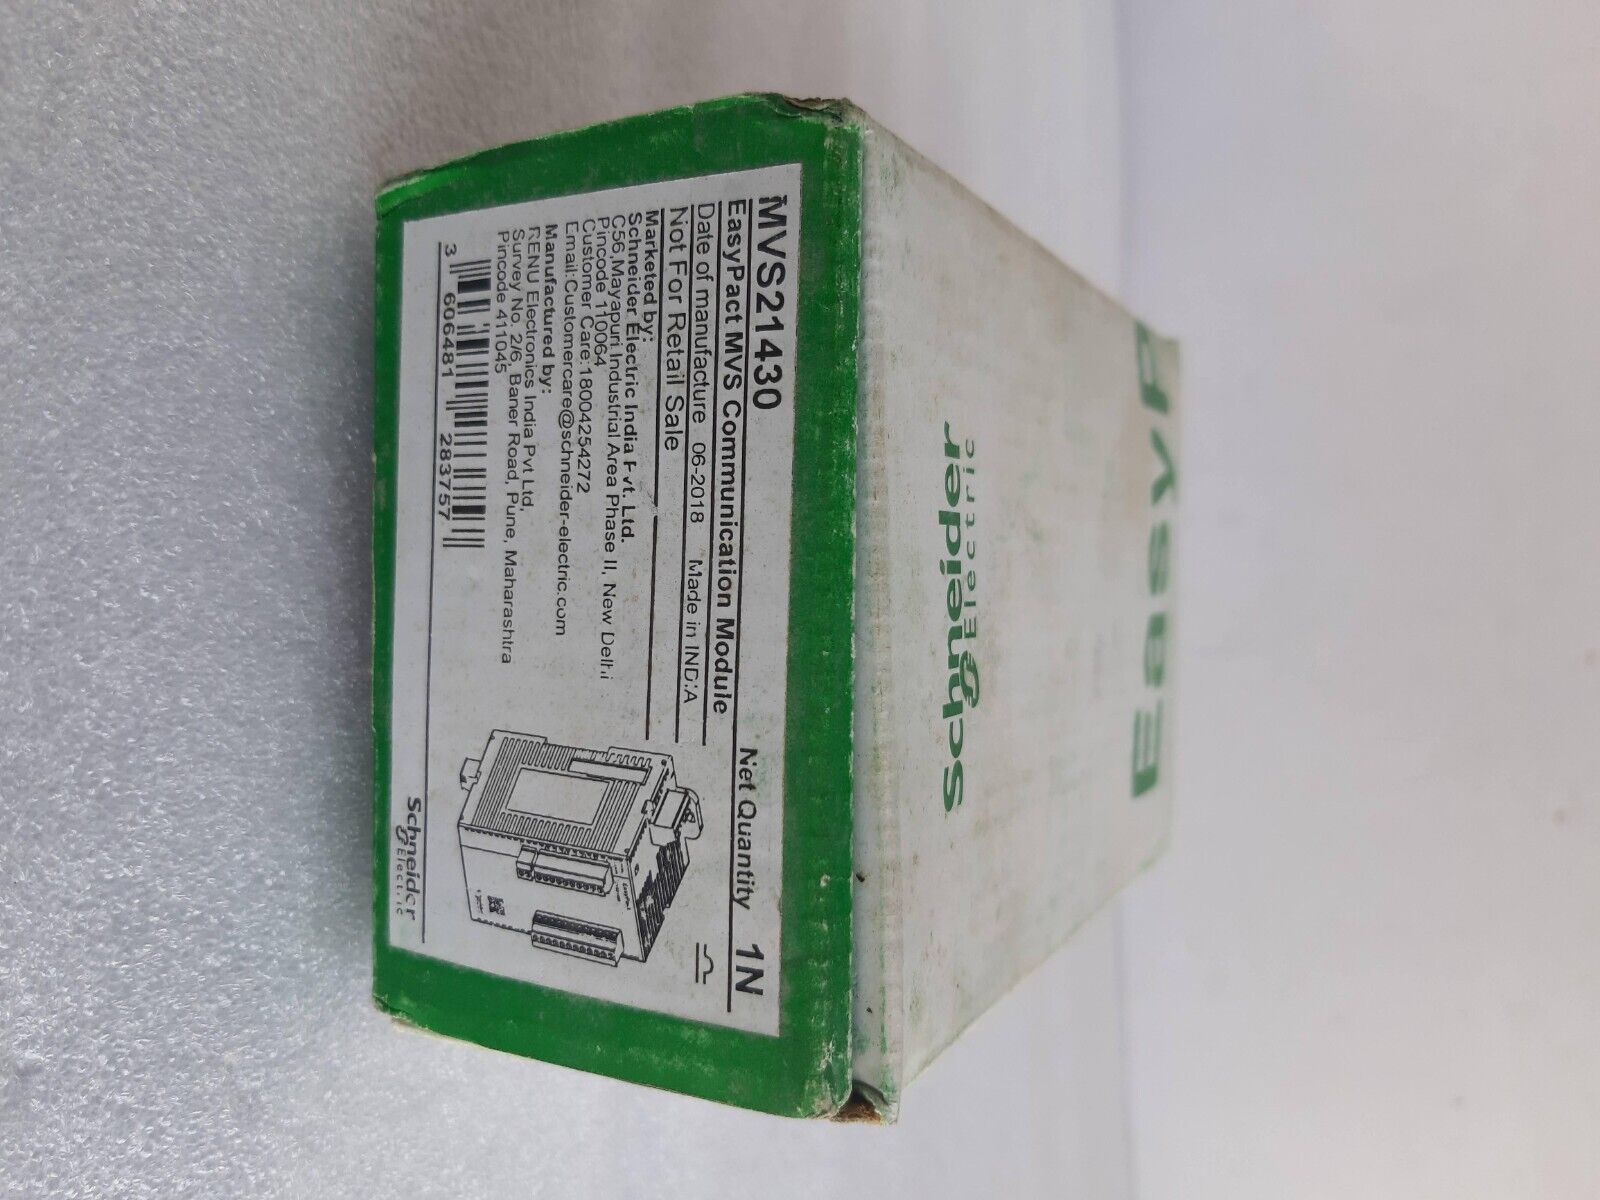 MVS21430
EasyPact MVS Communication Module
Net Quantity 1N
Date of manufacture 06-2018 Made in INDIA
Not For Retail Sale
Marketed by:
Schneider Electric India Pvt. Ltd.
C56,Mayapuri Industrial Area Phase II, New Delhi
Pincode 110064
Customer Care:18004254272
Email:Customercare@schneider-electric.com
Manufactured by:
RENU Electronics India Pvt Ltd,
Survey No. 2/6, Baner Road, Pune, Maharashtra
Pincode 411045
3 606481 283757
Schneider
Electric
Schneider
Electric
EasyP